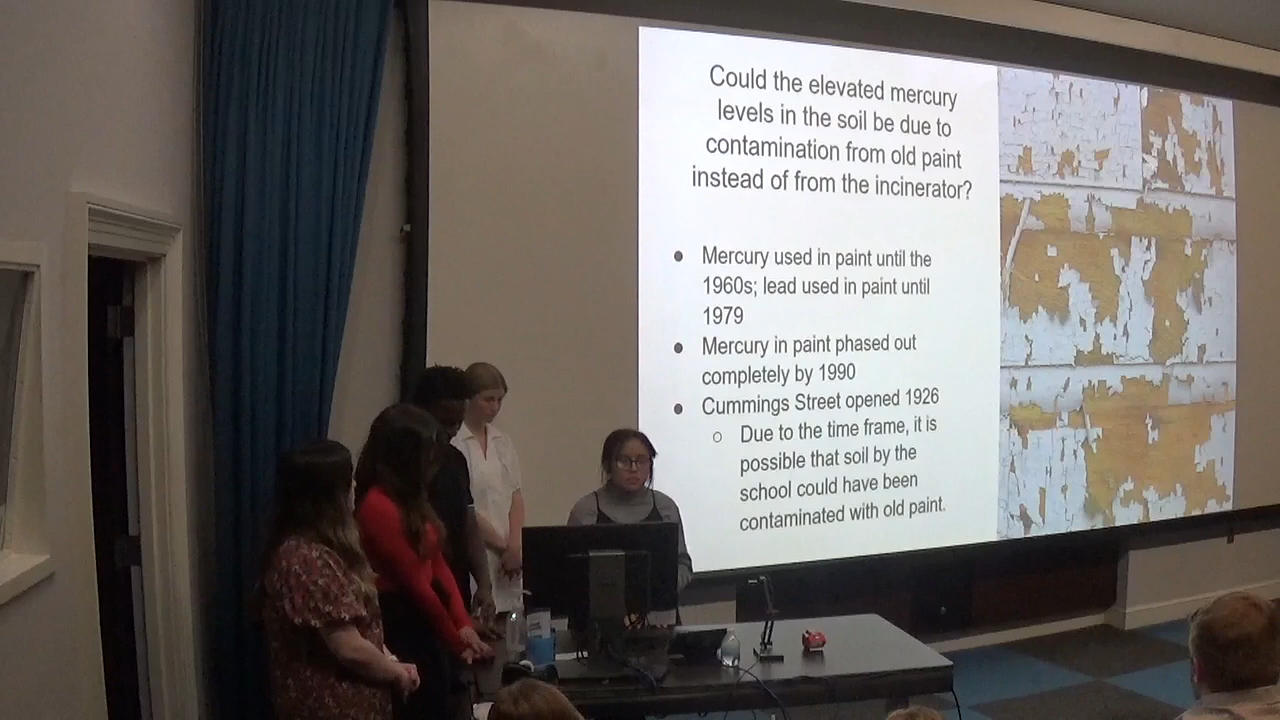 Could the elevated mercury
levels in the soil be due to
contamination from old paint
instead of from the incinerator?
● Mercury used in paint until the
1960s; lead used in paint until
1979
● Mercury in paint phased out
completely by 1990
● Cummings Street opened 1926
○ Due to the time frame, it is
possible that soil by the
school could have been
contaminated with old paint.